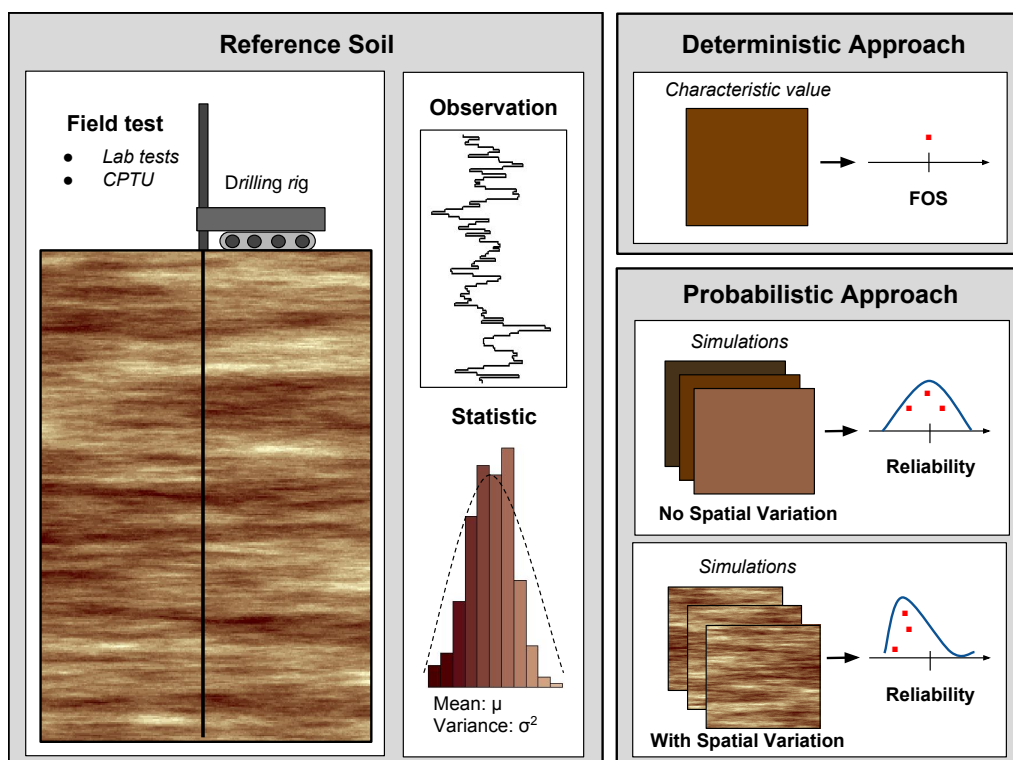 Reference Soil
Field test
● Lab tests
● CPTU
Drilling rig
Observation
Statistic
Mean: μ
Variance: σ²
Deterministic Approach
Characteristic value
FOS
Probabilistic Approach
Simulations
Reliability
No Spatial Variation
Simulations
Reliability
With Spatial Variation